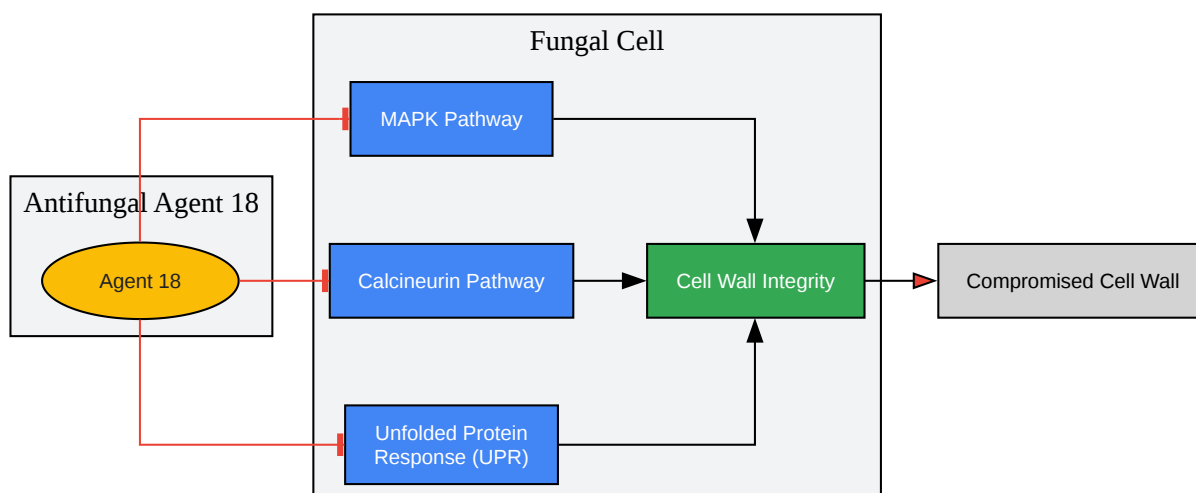 Fungal Cell
MAPK Pathway
Antifungal Agent 18
Agent 18
Calcineurin Pathway
Cell Wall Integrity
Compromised Cell Wall
Unfolded Protein
Response (UPR)